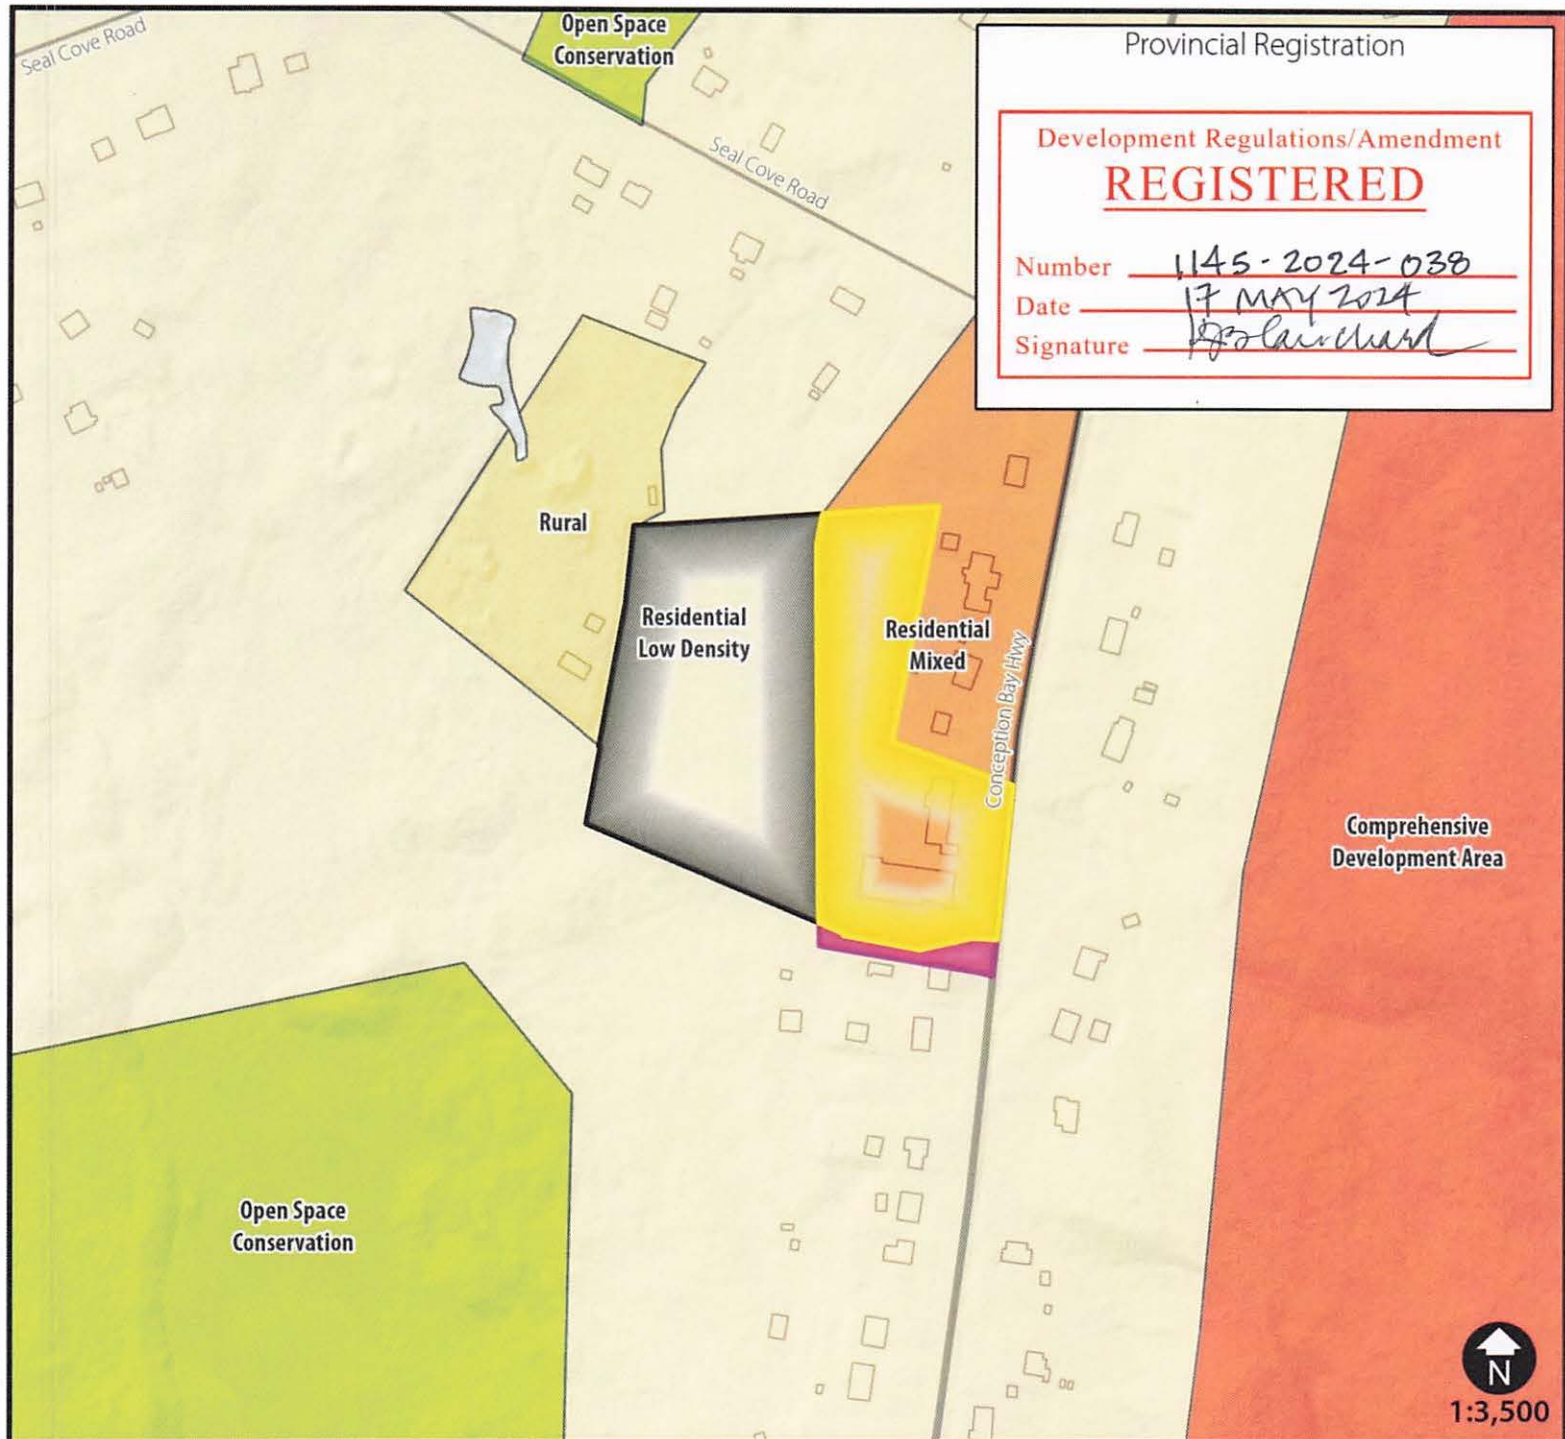 Seal Cove Road
Open Space
Conservation
Provincial Registration
Development Regulations/Amendment
REGISTERED
Number 1145-2024-038
Date 17 MAY 2024
Signature
Seal Cove Road
Rural
Residential
Low Density
Residential
Mixed
Conception Bay Hwy
Comprehensive
Development Area
Open Space
Conservation
N
1:3,500